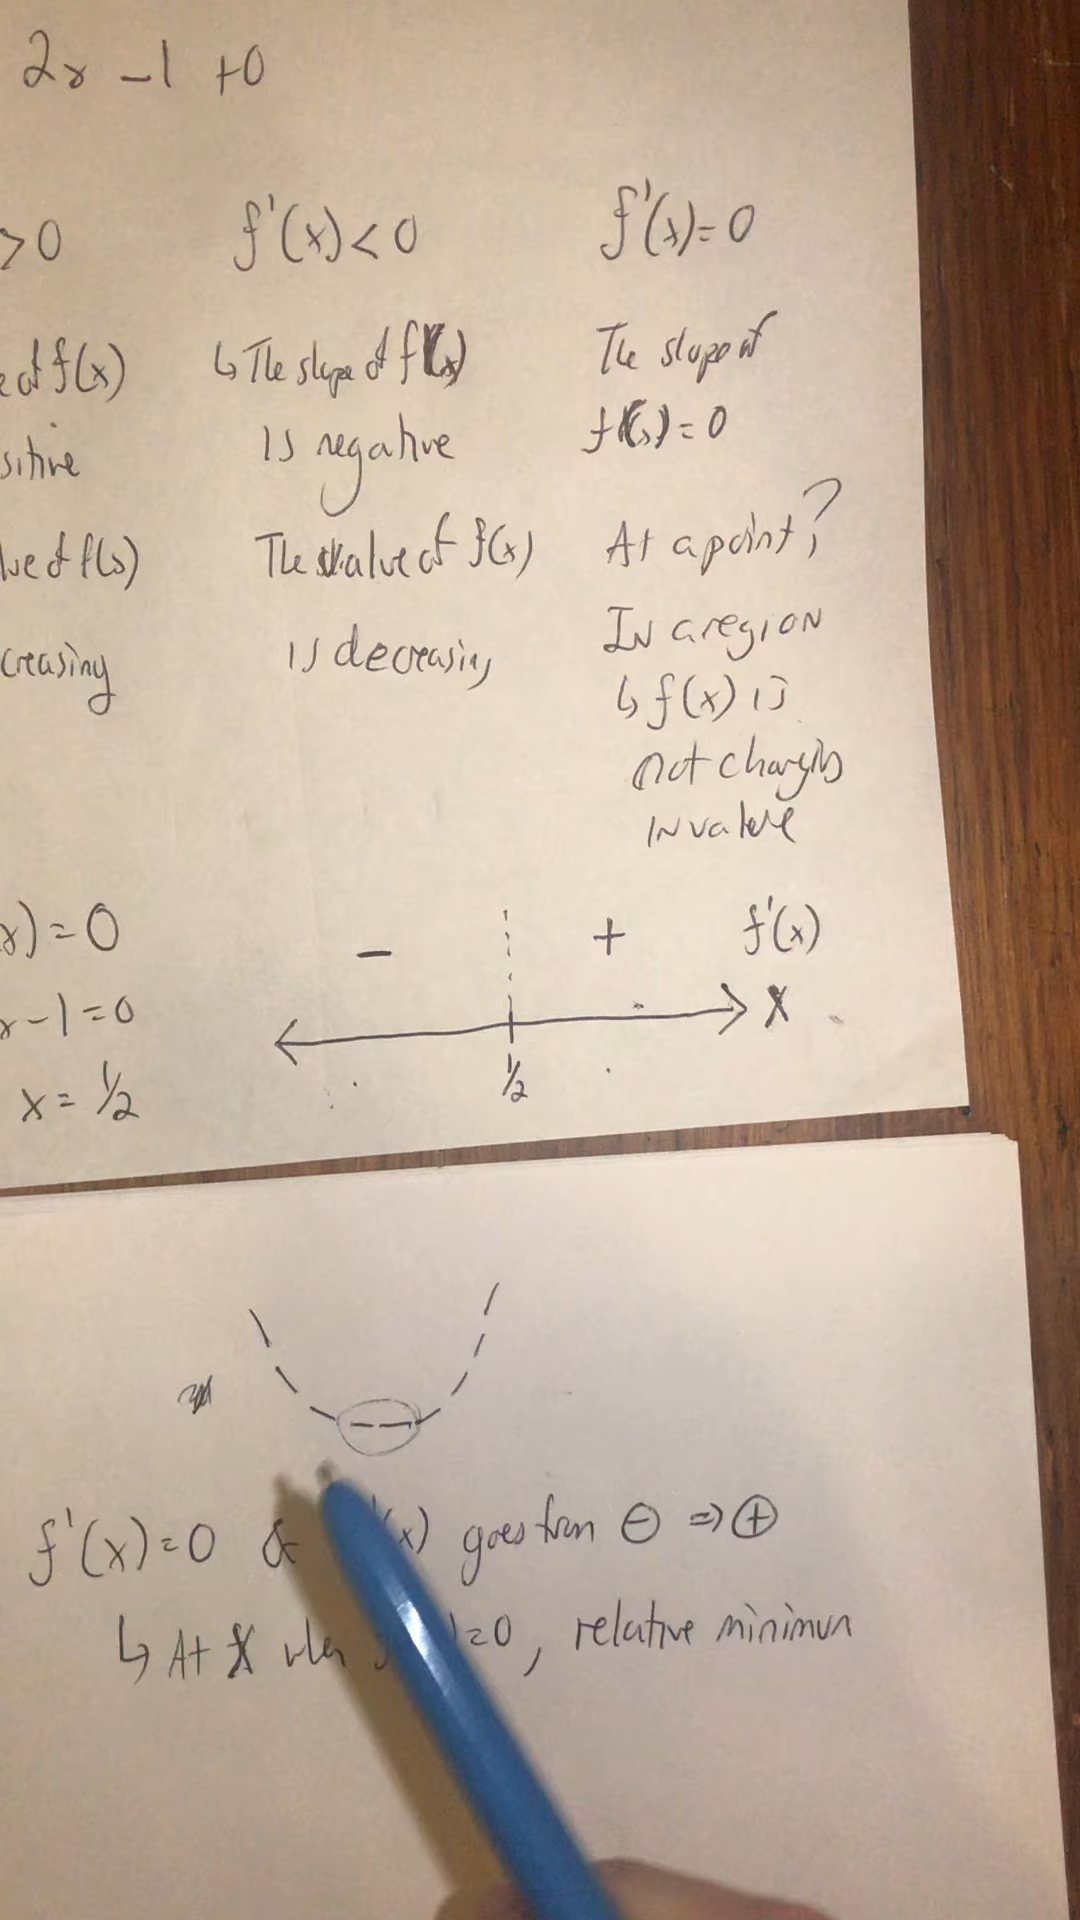 2x -1 +0
>0 f'(x)<0 f'(x)=0
of f(x) ↳ The slope of f(x) The slope of
sitive is negative f(x)=0
lue of f(x) The value of f(x) At a point?
creasing is decreasing In a region
↳ f(x) is
not changing
in value
x)=0 - + f'(x)
x-1=0 X
x= 1/2 1/2
f'(x)=0 & '(x) goes from ⊖ => ⊕
↳ At x when =0, relative minimum